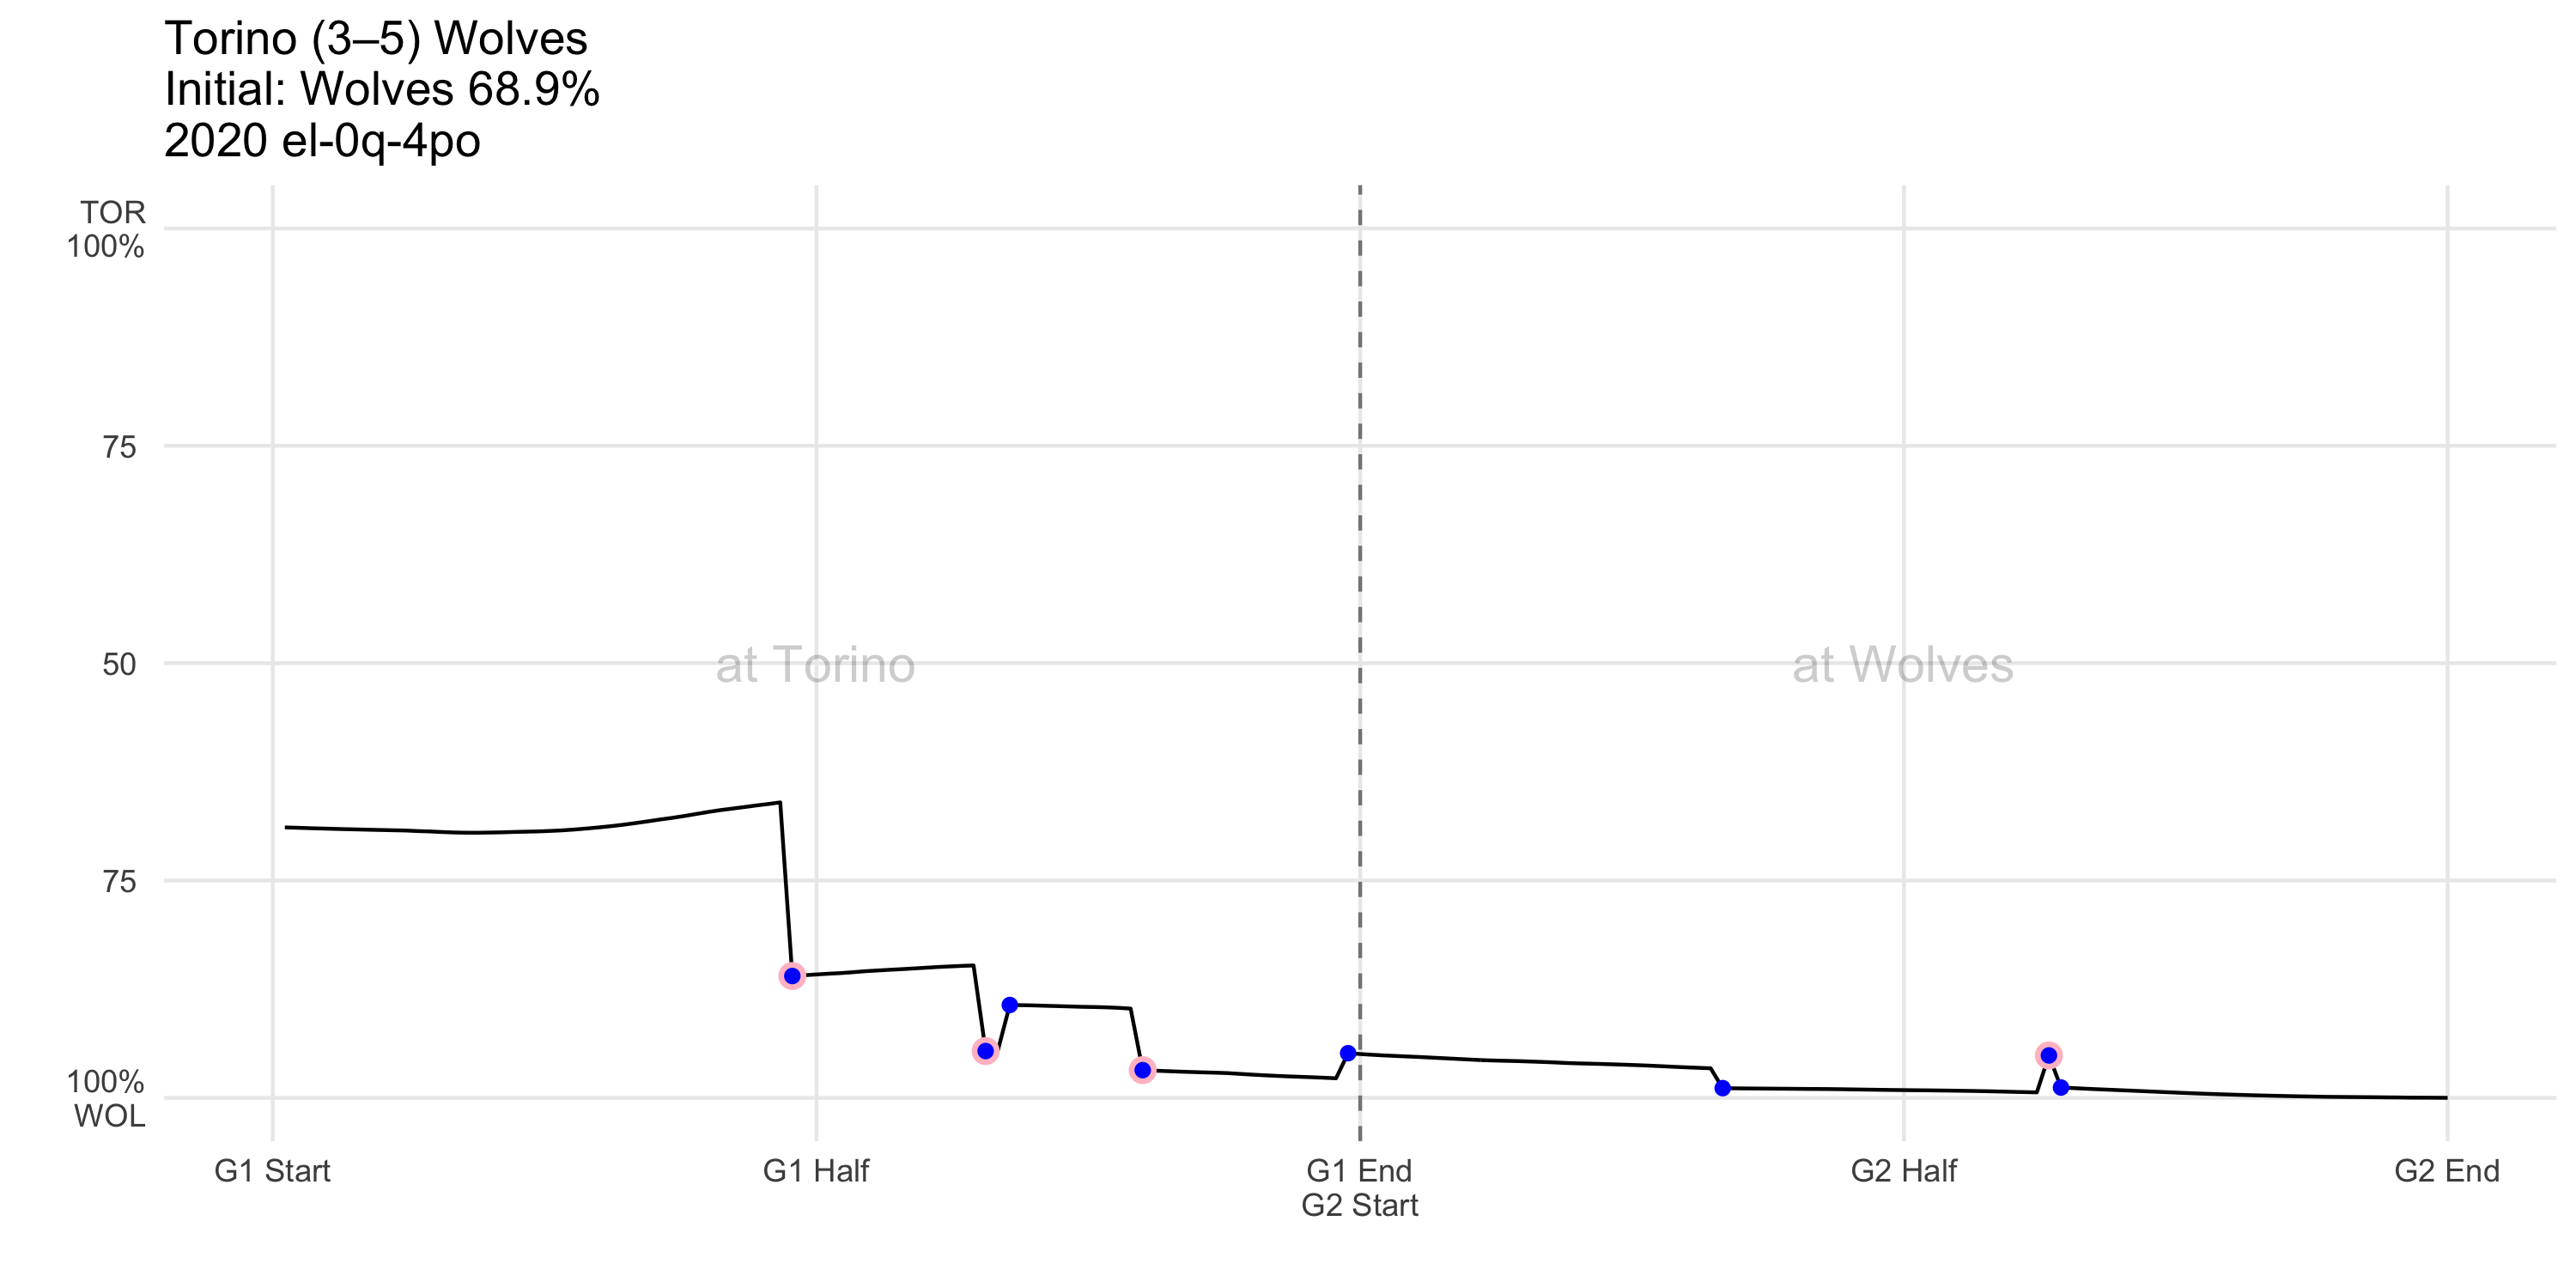 Torino (3–5) Wolves
Initial: Wolves 68.9%
2020 el-0q-4po
TOR
100%
75
50
75
100%
WOL
at Torino
at Wolves
G1 Start
G1 Half
G1 End
G2 Start
G2 Half
G2 End